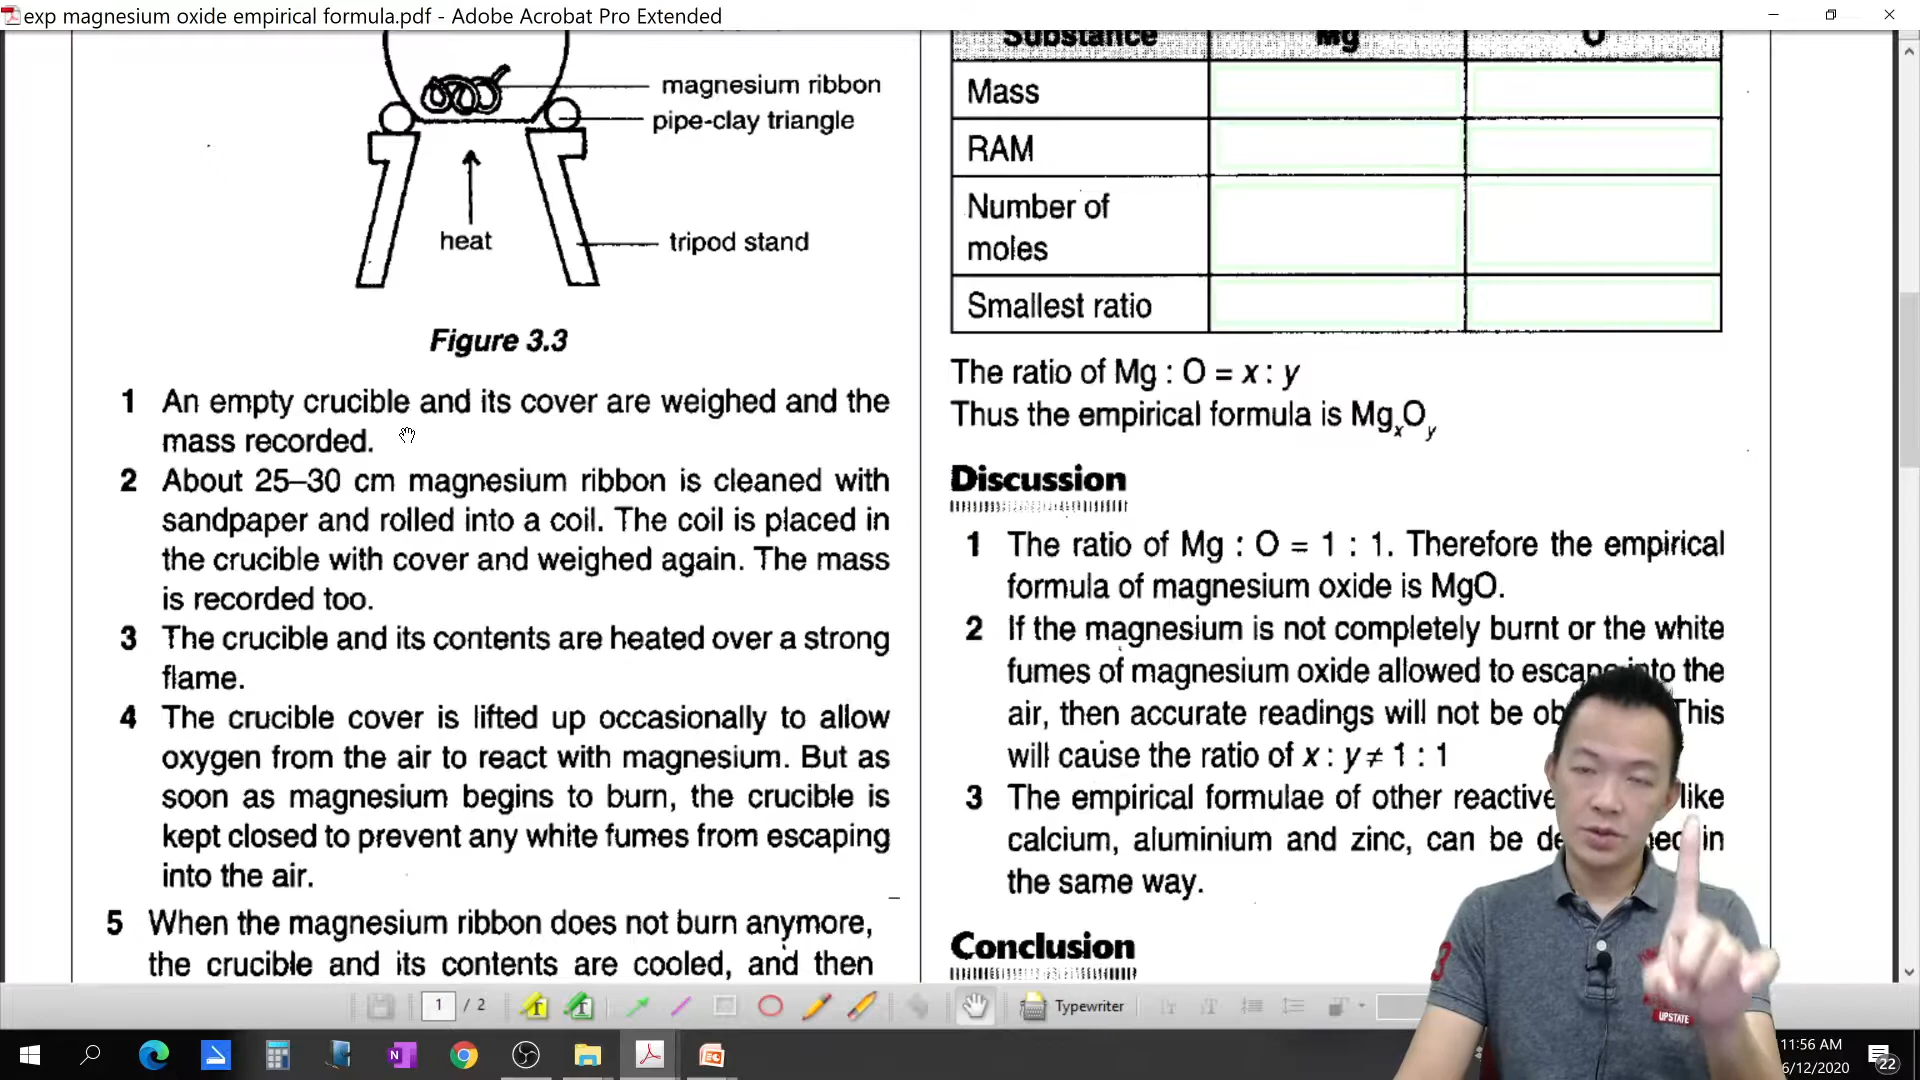 exp magnesium oxide empirical formula.pdf - Adobe Acrobat Pro Extended
magnesium ribbon
pipe-clay triangle
heat
tripod stand
Figure 3.3
1 An empty crucible and its cover are weighed and the
mass recorded.
2 About 25–30 cm magnesium ribbon is cleaned with
sandpaper and rolled into a coil. The coil is placed in
the crucible with cover and weighed again. The mass
is recorded too.
3 The crucible and its contents are heated over a strong
flame.
4 The crucible cover is lifted up occasionally to allow
oxygen from the air to react with magnesium. But as
soon as magnesium begins to burn, the crucible is
kept closed to prevent any white fumes from escaping
into the air.
5 When the magnesium ribbon does not burn anymore,
the crucible and its contents are cooled, and then
Substance Mg O
Mass
RAM
Number of
moles
Smallest ratio
The ratio of Mg : O = x : y
Thus the empirical formula is MgxOy
Discussion
1 The ratio of Mg : O = 1 : 1. Therefore the empirical
formula of magnesium oxide is MgO.
2 If the magnesium is not completely burnt or the white
fumes of magnesium oxide allowed to escape into the
air, then accurate readings will not be This
will cause the ratio of x : y ≠ 1 : 1
3 The empirical formulae of other reactive like
calcium, aluminium and zinc, can be in
the same way.
Conclusion
3
UPSTATE
1 / 2
Typewriter
11:56 AM
6/12/2020
22